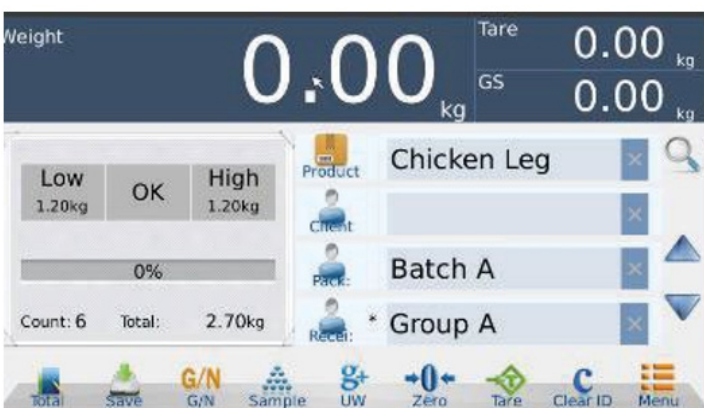 Weight
0.00 kg
Tare 0.00 kg
GS 0.00 kg
Low
1.20kg
OK
High
1.20kg
0%
Count: 6 Total: 2.70kg
Product Chicken Leg
Client
Pack: Batch A
Recei: * Group A
G/N
Total Save G/N Sample UW Zero Tare Clear ID Menu